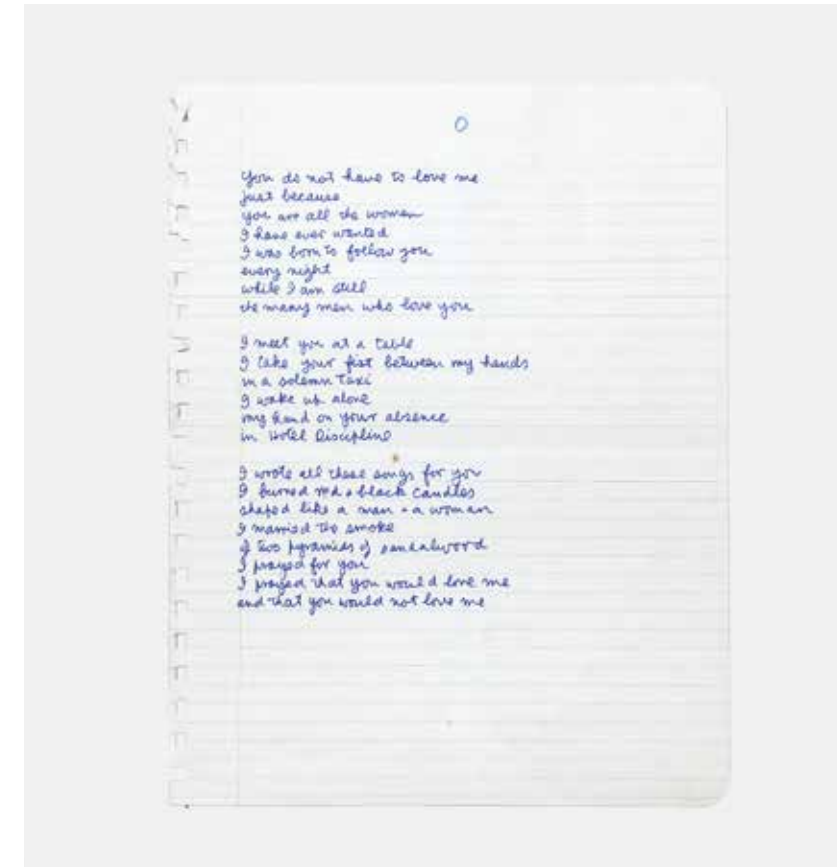 0
You do not have to love me
just because
you are all the women
I have ever wanted
I was born to follow you
every night
while I am still
the many men who love you
I meet you at a table
I take your fist between my hands
in a solemn taxi
I wake up alone
my hand on your absence
in Hotel Discipline
I wrote all these songs for you
I burned red + black candles
shaped like a man + a woman
I married the smoke
of two pyramids of sandalwood
I prayed for you
I prayed that you would love me
and that you would not love me